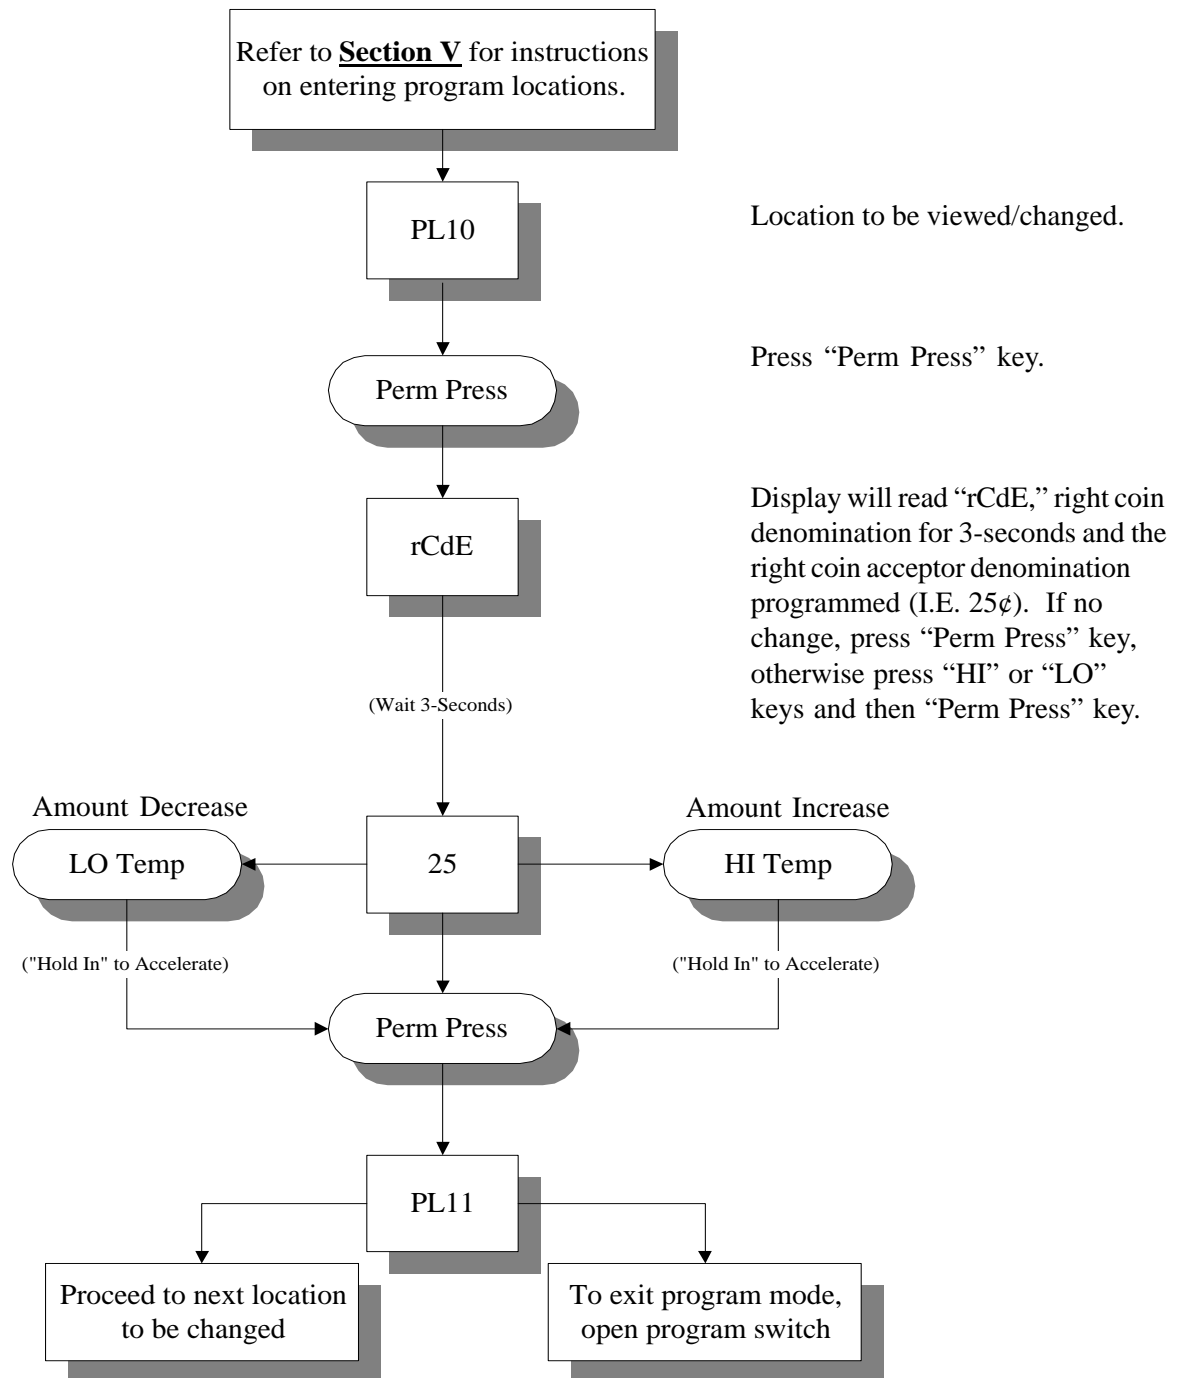 Refer to Section V for instructions
on entering program locations.
PL10
Location to be viewed/changed.
Press “Perm Press” key.
Perm Press
rCdE
Display will read “rCdE,” right coin
denomination for 3-seconds and the
right coin acceptor denomination
programmed (I.E. 25¢). If no
change, press “Perm Press” key,
otherwise press “HI” or “LO”
keys and then “Perm Press” key.
(Wait 3-Seconds)
Amount Decrease
LO Temp
25
Amount Increase
HI Temp
("Hold In" to Accelerate)
("Hold In" to Accelerate)
Perm Press
PL11
Proceed to next location
to be changed
To exit program mode,
open program switch